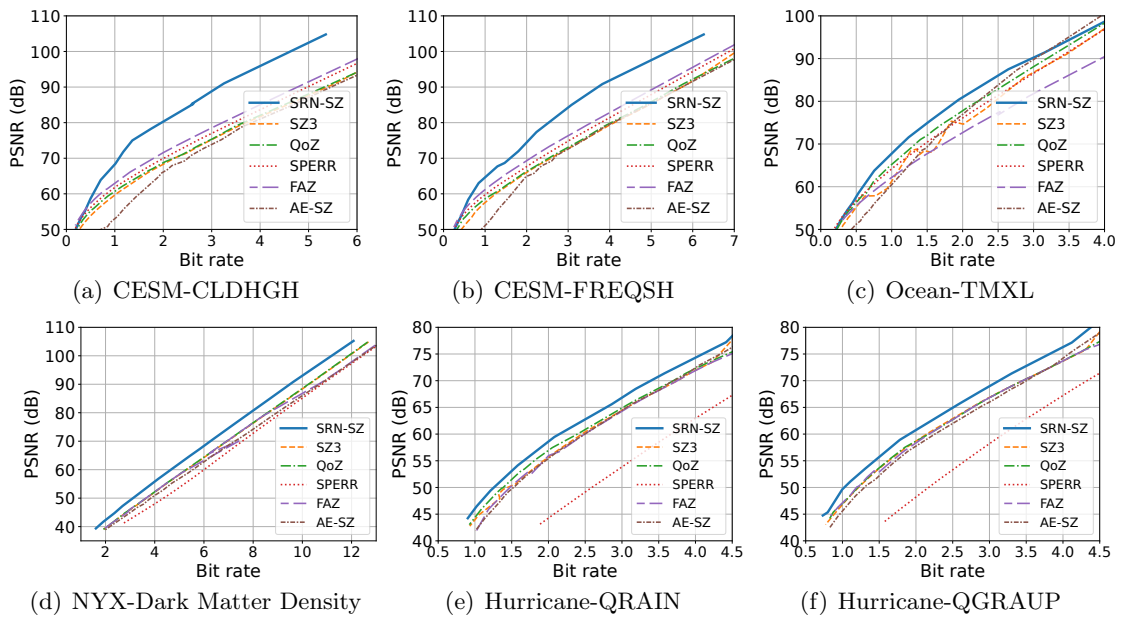 110
100
90
80
70
60
50
PSNR (dB)
0 1 2 3 4 5 6
Bit rate
SRN-SZ
SZ3
QoZ
SPERR
FAZ
AE-SZ
(a) CESM-CLDHGH
110
100
90
80
70
60
50
PSNR (dB)
0 1 2 3 4 5 6 7
Bit rate
SRN-SZ
SZ3
QoZ
SPERR
FAZ
AE-SZ
(b) CESM-FREQSH
100
90
80
70
60
50
PSNR (dB)
0.0 0.5 1.0 1.5 2.0 2.5 3.0 3.5 4.0
Bit rate
SRN-SZ
SZ3
QoZ
SPERR
FAZ
AE-SZ
(c) Ocean-TMXL
110
100
90
80
70
60
50
40
PSNR (dB)
2 4 6 8 10 12
Bit rate
SRN-SZ
SZ3
QoZ
SPERR
FAZ
AE-SZ
(d) NYX-Dark Matter Density
80
75
70
65
60
55
50
45
40
PSNR (dB)
0.5 1.0 1.5 2.0 2.5 3.0 3.5 4.0 4.5
Bit rate
SRN-SZ
SZ3
QoZ
SPERR
FAZ
AE-SZ
(e) Hurricane-QRAIN
80
75
70
65
60
55
50
45
40
PSNR (dB)
0.5 1.0 1.5 2.0 2.5 3.0 3.5 4.0 4.5
Bit rate
SRN-SZ
SZ3
QoZ
SPERR
FAZ
AE-SZ
(f) Hurricane-QGRAUP